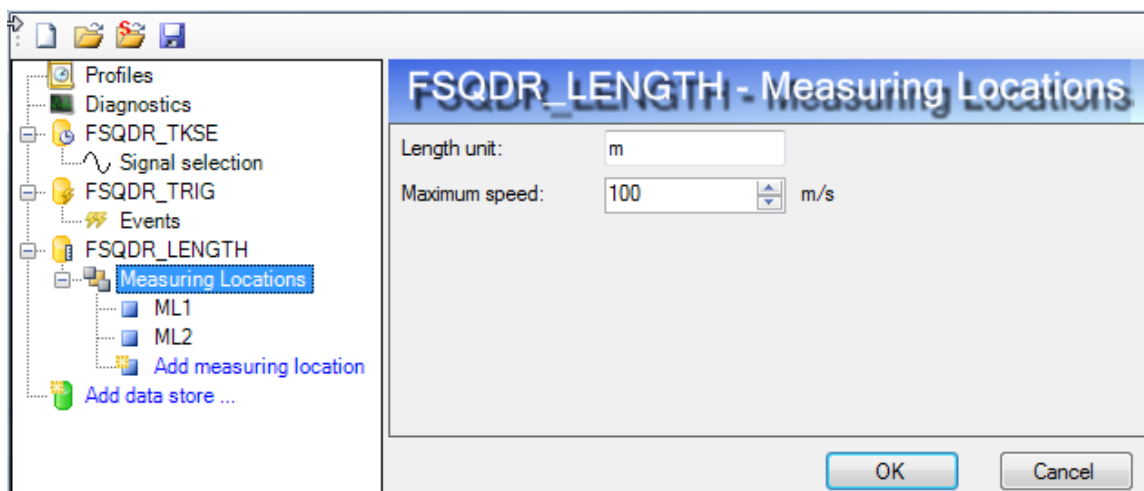 Profiles
Diagnostics
FSQDR_TKSE
Signal selection
FSQDR_TRIG
Events
FSQDR_LENGTH
Measuring Locations
ML1
ML2
Add measuring location
Add data store ...
FSQDR_LENGTH - Measuring Locations
Length unit: m
Maximum speed: 100 m/s
OK Cancel